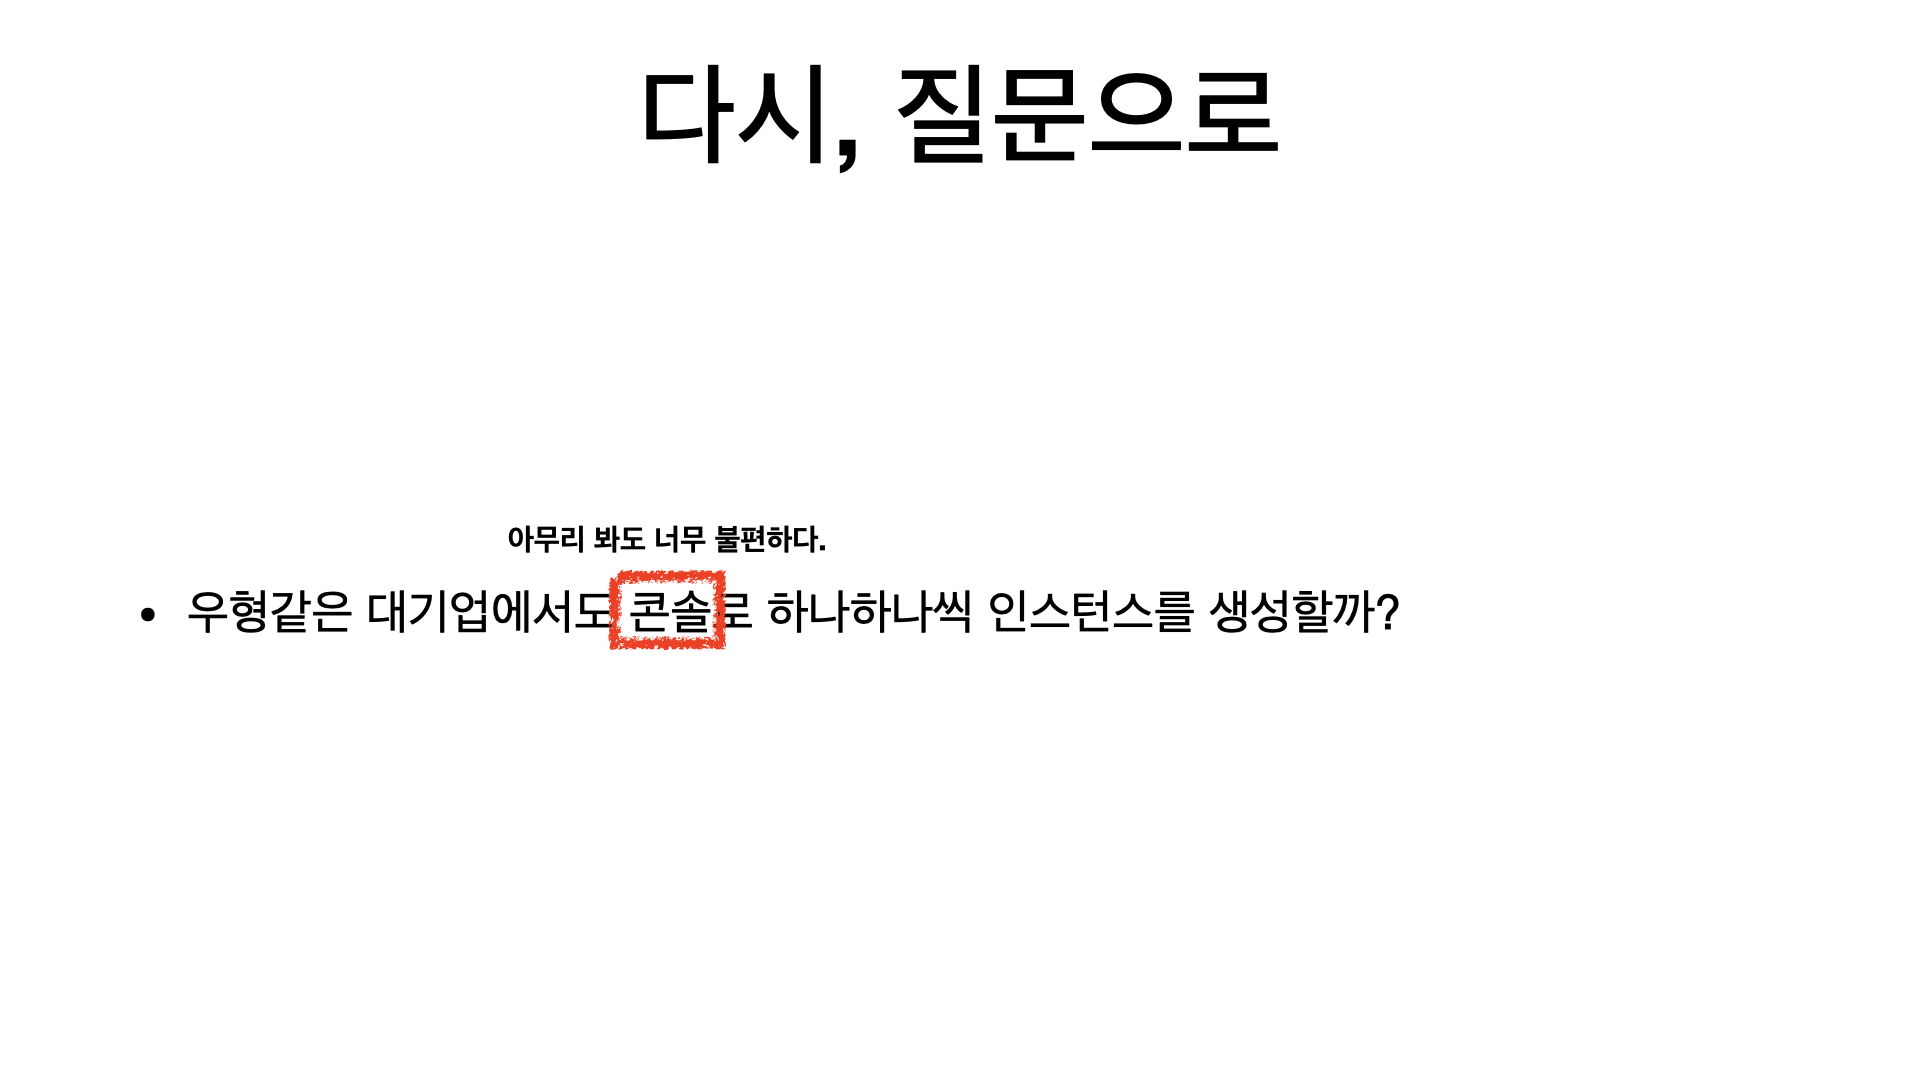 다시, 질문으로
아무리 봐도 너무 불편하다.
• 우형같은 대기업에서도 콘솔로 하나하나씩 인스턴스를 생성할까?